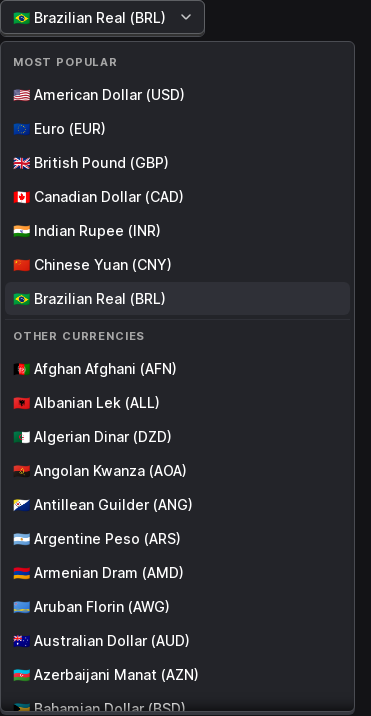 Brazilian Real (BRL)
MOST POPULAR
American Dollar (USD)
Euro (EUR)
British Pound (GBP)
Canadian Dollar (CAD)
Indian Rupee (INR)
Chinese Yuan (CNY)
Brazilian Real (BRL)
OTHER CURRENCIES
Afghan Afghani (AFN)
Albanian Lek (ALL)
Algerian Dinar (DZD)
Angolan Kwanza (AOA)
Antillean Guilder (ANG)
Argentine Peso (ARS)
Armenian Dram (AMD)
Aruban Florin (AWG)
Australian Dollar (AUD)
Azerbaijani Manat (AZN)
Bahamian Dollar (BSD)